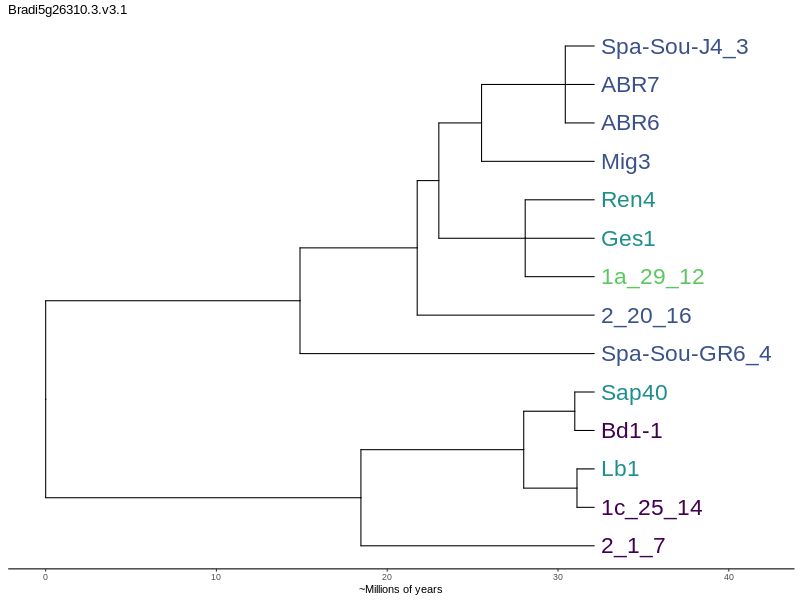 Bradi5g26310.3.v3.1
Spa-Sou-J4_3
ABR7
ABR6
Mig3
Ren4
Ges1
1a_29_12
2_20_16
Spa-Sou-GR6_4
Sap40
Bd1-1
Lb1
1c_25_14
2_1_7
0 10 20 30 40
~Millions of years